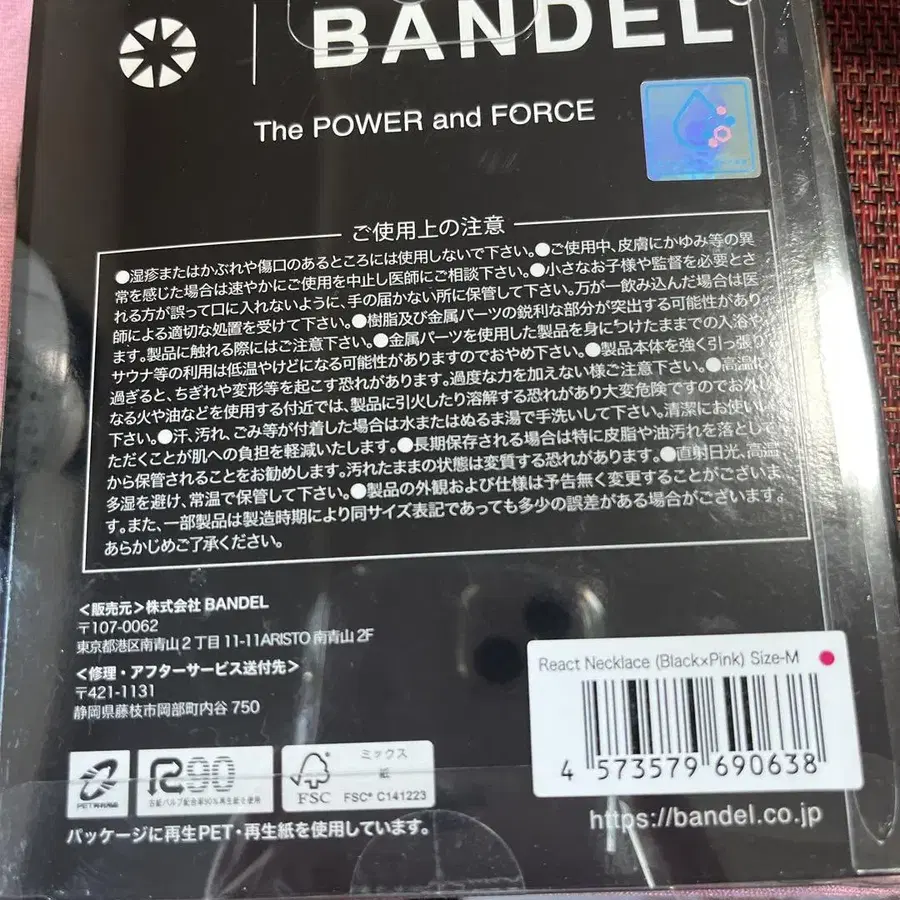 BANDEL
The POWER and FORCE
ご使用上の注意
●湿疹またはかぶれや傷口のあるところには使用しないで下さい。●ご使用中、皮膚にかゆみ等の異
常を感じた場合は速やかにご使用を中止し医師にご相談下さい。●小さなお子様や監督を必要とさ
れる方が誤って口に入れないように、手の届かない所に保管して下さい。万が一飲み込んだ場合は医
師による適切な処置を受けて下さい。●樹脂及び金属パーツの鋭利な部分が突出する可能性があり
ます。製品に触れる際にはご注意下さい。●金属パーツを使用した製品を身につけたままでの入浴や
サウナ等の利用は低温やけどになる可能性がありますのでおやめ下さい。●製品本体を強く引っ張り
過ぎると、ちぎれや変形等を起こす恐れがあります。過度な力を加えない様ご注意下さい。●高温に
なる火や油などを使用する付近では、製品に引火したり溶解する恐れがあり大変危険ですのでお外し
下さい。●汗、汚れ、ごみ等が付着した場合は水またはぬるま湯で手洗いして下さい。清潔にお使い
ただくことが肌への負担を軽減いたします。●長期保存される場合は特に皮脂や油汚れを落として
から保管されることをお勧めします。汚れたままの状態は変質する恐れがあります。●直射日光、高温
多湿を避け、常温で保管して下さい。●製品の外観および仕様は予告無く変更することがございま
す。また、一部製品は製造時期により同サイズ表記であっても多少の誤差がある場合がございます。
あらかじめご了承ください。
<販売元>株式会社 BANDEL
〒107-0062
東京都港区南青山 2 丁目 11-11ARISTO 南青山 2F
<修理・アフターサービス送付先>
〒421-1131
静岡県藤枝市岡部町内谷 750
React Necklace (Black×Pink) Size-M
4 573579 690638
R90
古紙パルプ配合率90%再生紙を使用
FSC
ミックス
紙
FSC® C141223
https://bandel.co.jp
パッケージに再生PET・再生紙を使用しています。